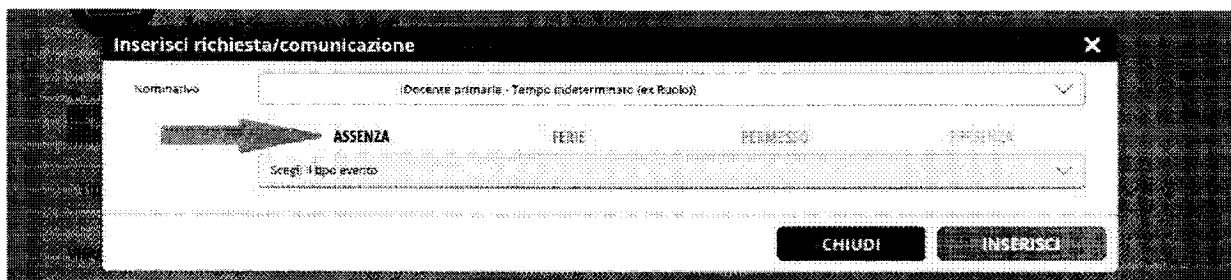 Inserisci richiesta/comunicazione
Nominativo
(Docente primaria - Tempo indeterminato (ex Ruolo))
ASSENZA FERIE PERMESSO PRESENZA
Scegli il tipo evento
CHIUDI INSERISCI